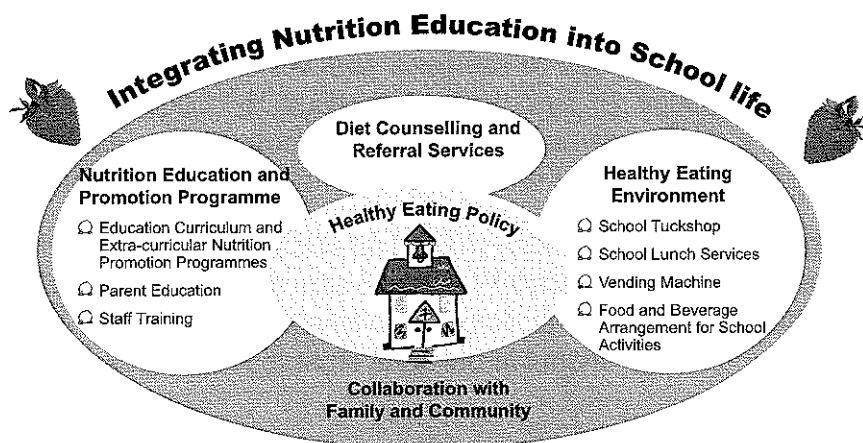 Integrating Nutrition Education into School life
Diet Counselling and
Referral Services
Nutrition Education and
Promotion Programme
Education Curriculum and
Extra-curricular Nutrition
Promotion Programmes
Parent Education
Staff Training
Healthy Eating Policy
Healthy Eating
Environment
School Tuckshop
School Lunch Services
Vending Machine
Food and Beverage
Arrangement for School
Activities
Collaboration with
Family and Community